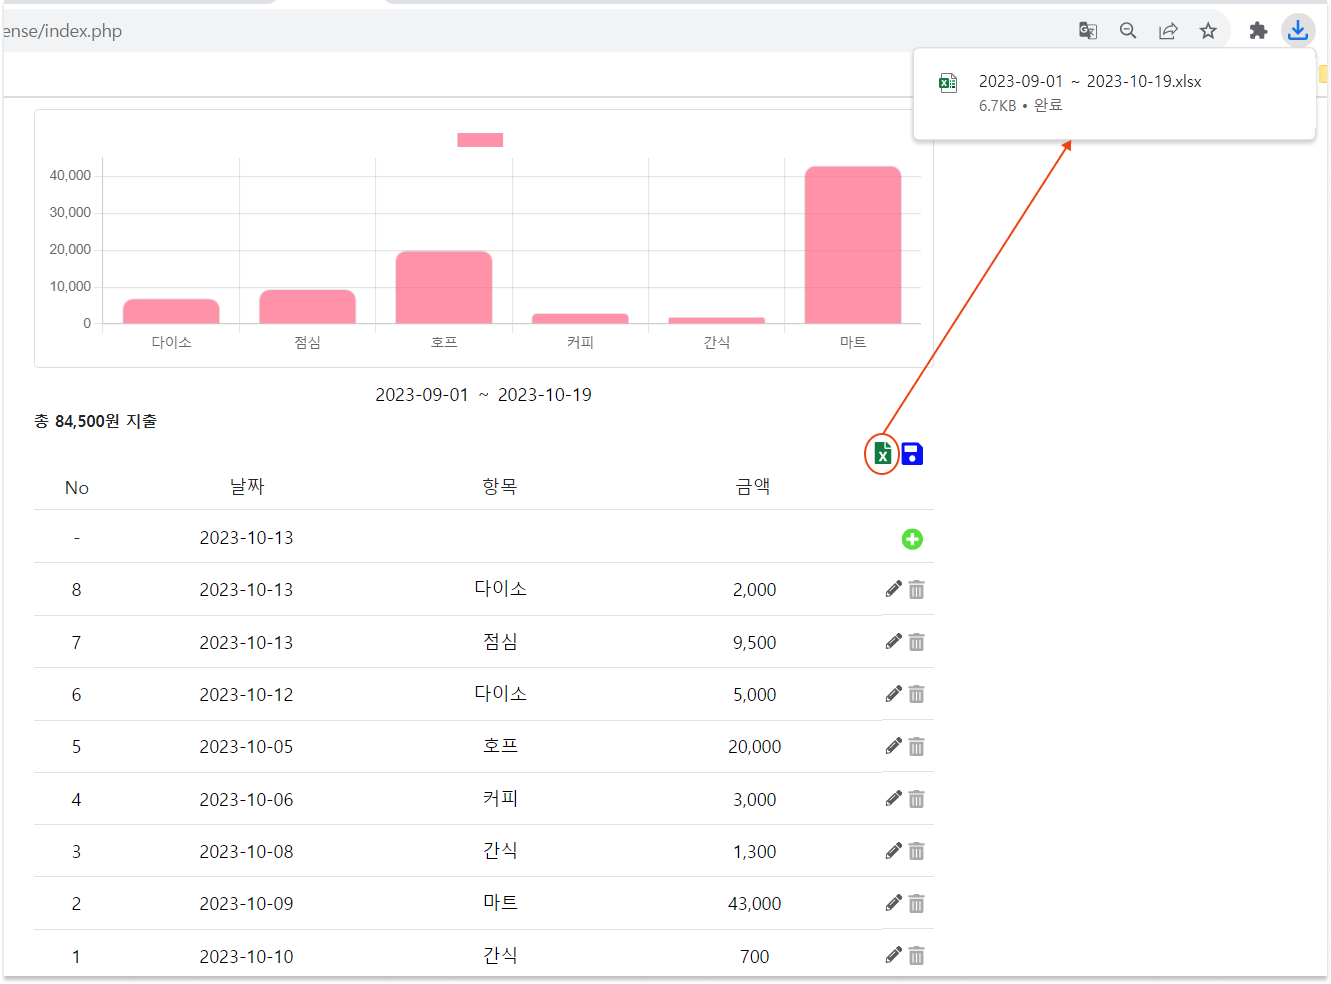 ense/index.php
2023-09-01 ~ 2023-10-19.xlsx
6.7KB • 완료
40,000
30,000
20,000
10,000
0
다이소 점심 호프 커피 간식 마트
2023-09-01 ~ 2023-10-19
총 84,500원 지출
No 날짜 항목 금액
- 2023-10-13
8 2023-10-13 다이소 2,000
7 2023-10-13 점심 9,500
6 2023-10-12 다이소 5,000
5 2023-10-05 호프 20,000
4 2023-10-06 커피 3,000
3 2023-10-08 간식 1,300
2 2023-10-09 마트 43,000
1 2023-10-10 간식 700